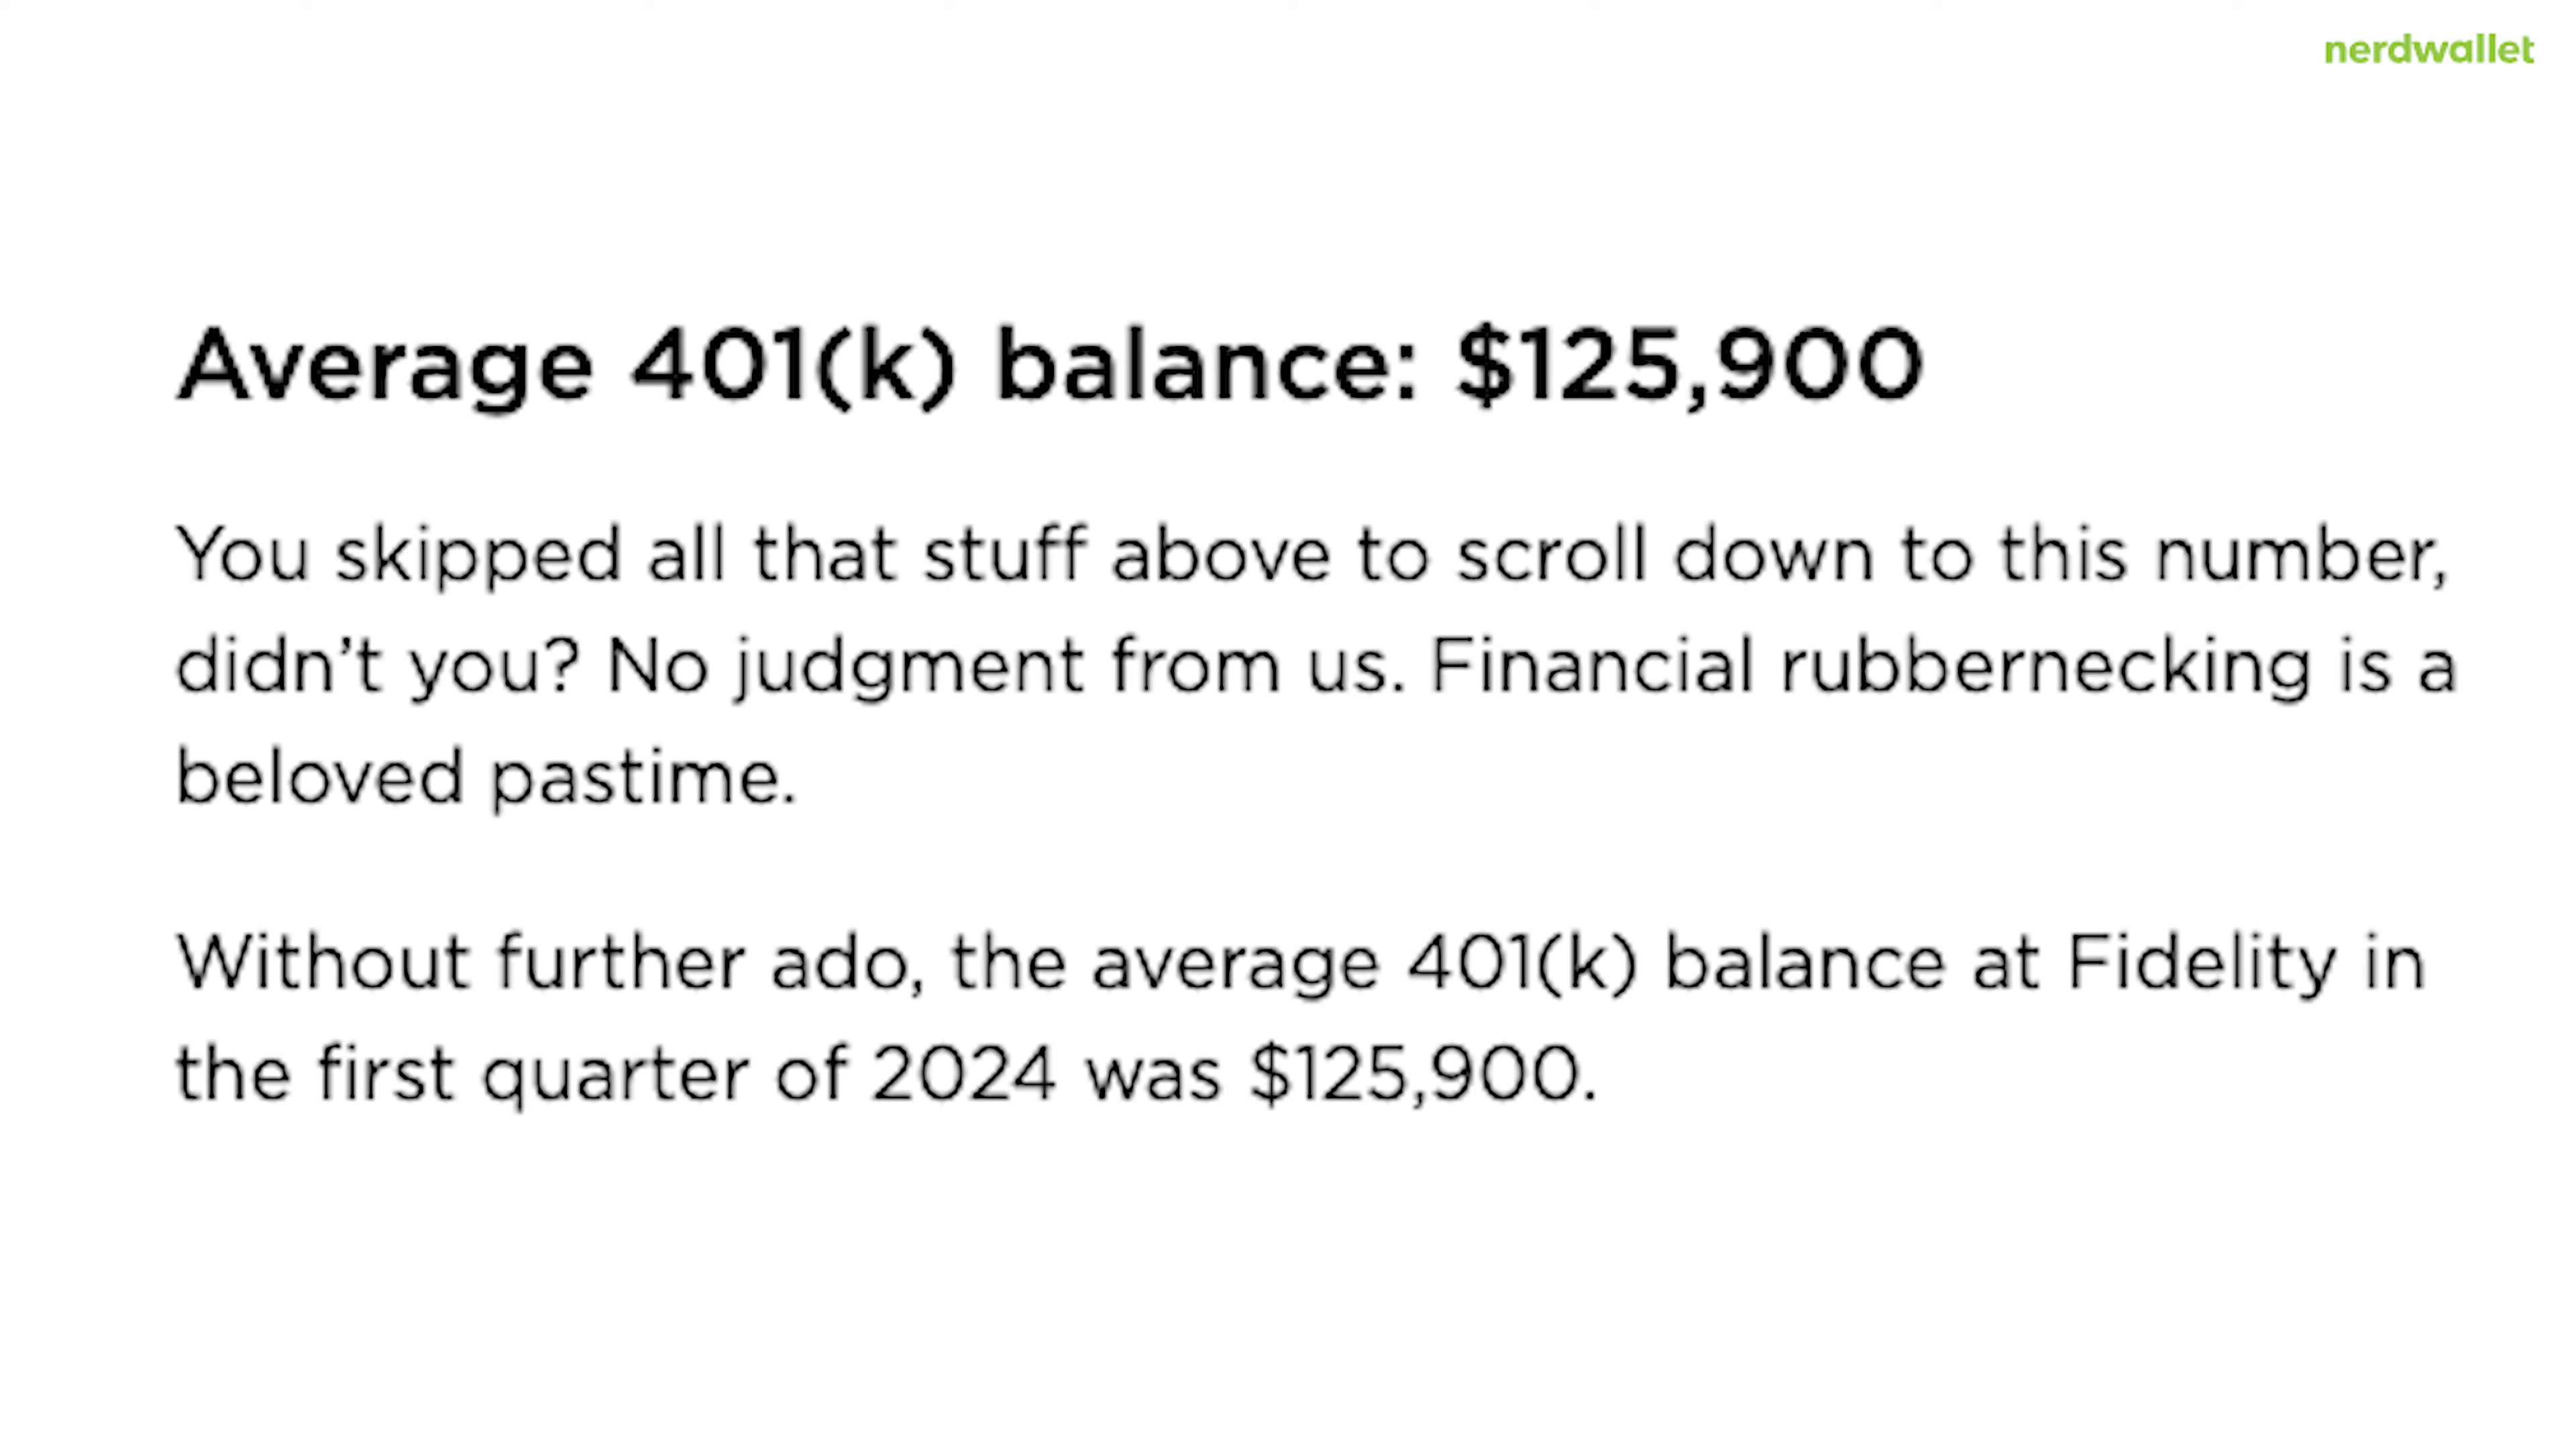 nerdwallet
Average 401(k) balance: $125,900
You skipped all that stuff above to scroll down to this number,
didn’t you? No judgment from us. Financial rubbernecking is a
beloved pastime.
Without further ado, the average 401(k) balance at Fidelity in
the first quarter of 2024 was $125,900.